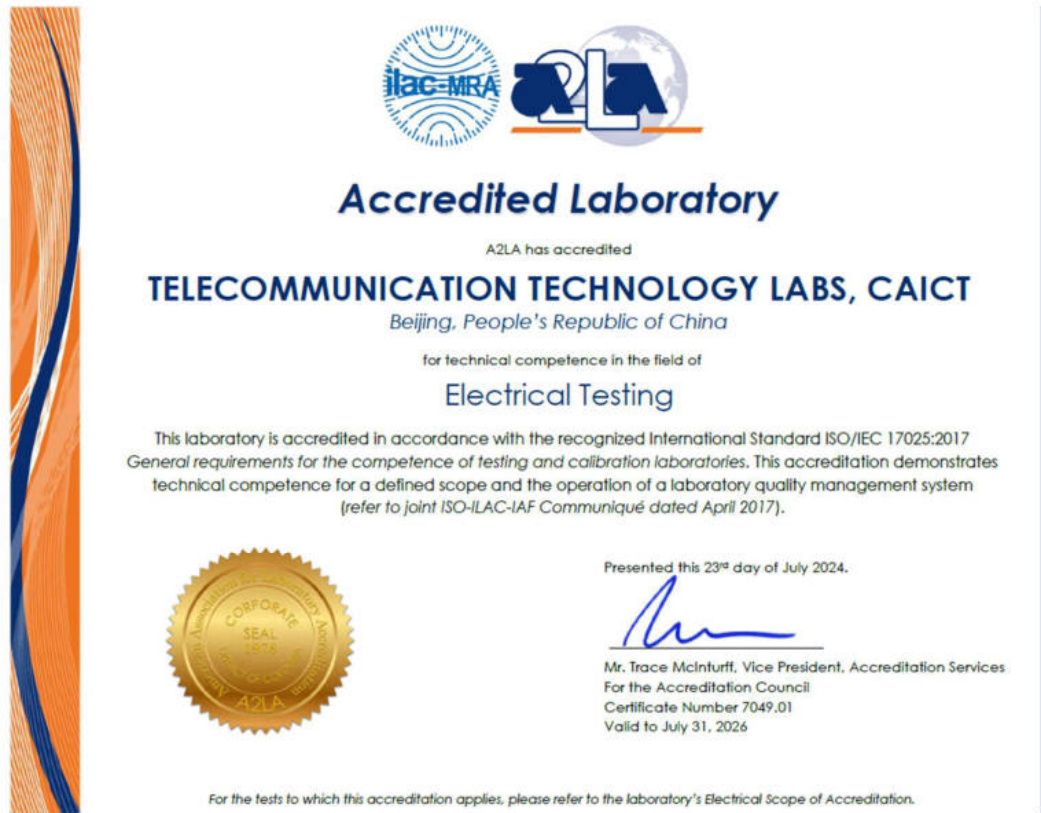 ilac-MRA
A2LA
Accredited Laboratory
A2LA has accredited
TELECOMMUNICATION TECHNOLOGY LABS, CAICT
Beijing, People's Republic of China
for technical competence in the field of
Electrical Testing
This laboratory is accredited in accordance with the recognized International Standard ISO/IEC 17025:2017
General requirements for the competence of testing and calibration laboratories. This accreditation demonstrates
technical competence for a defined scope and the operation of a laboratory quality management system
(refer to joint ISO-ILAC-IAF Communiqué dated April 2017).
American Association for Laboratory Accreditation
CORPORATE
SEAL
1978
A2LA
Presented this 23rd day of July 2024.
Mr. Trace McInturff, Vice President, Accreditation Services
For the Accreditation Council
Certificate Number 7049.01
Valid to July 31, 2026
For the tests to which this accreditation applies, please refer to the laboratory's Electrical Scope of Accreditation.